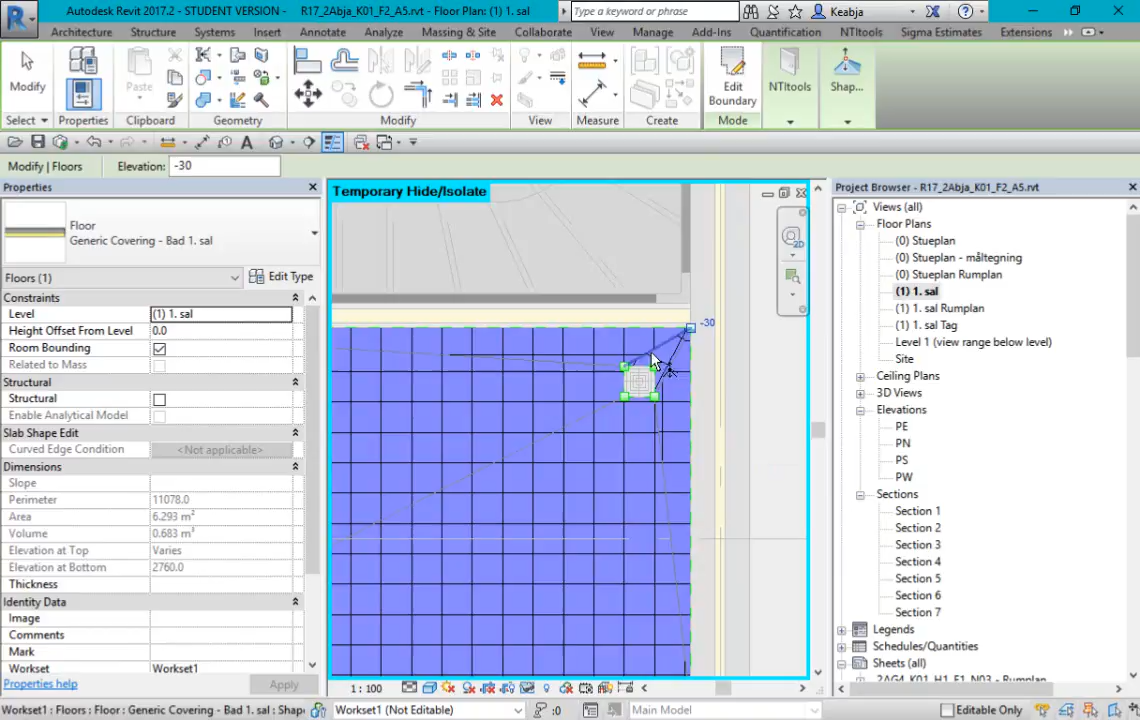 Autodesk Revit 2017.2 - STUDENT VERSION - R17_2Abja_K01_F2_A5.rvt - Floor Plan: (1) 1. sal
Type a keyword or phrase
Keabja
Architecture Structure Systems Insert Annotate Analyze Massing & Site Collaborate View Manage Add-Ins Quantification NTItools Sigma Estimates Extensions
Modify
Paste
Edit
Boundary
NTItools
Shap...
Select Properties Clipboard Geometry Modify View Measure Create Mode
Modify | Floors Elevation: -30
Properties
Floor
Generic Covering - Bad 1. sal
Floors (1) Edit Type
Constraints
Level (1) 1. sal
Height Offset From Level 0.0
Room Bounding
Related to Mass
Structural
Structural
Enable Analytical Model
Slab Shape Edit
Curved Edge Condition <Not applicable>
Dimensions
Slope
Perimeter 11078.0
Area 6.293 m²
Volume 0.683 m³
Elevation at Top Varies
Elevation at Bottom 2760.0
Thickness
Identity Data
Image
Comments
Mark
Workset Workset1
Properties help Apply
Temporary Hide/Isolate
2D
-30
1 : 100
Project Browser - R17_2Abja_K01_F2_A5.rvt
Views (all)
Floor Plans
(0) Stueplan
(0) Stueplan - måltegning
(0) Stueplan Rumplan
(1) 1. sal
(1) 1. sal Rumplan
(1) 1. sal Tag
Level 1 (view range below level)
Site
Ceiling Plans
3D Views
Elevations
PE
PN
PS
PW
Sections
Section 1
Section 2
Section 3
Section 4
Section 5
Section 6
Section 7
Legends
Schedules/Quantities
Sheets (all)
Workset1 : Floors : Floor : Generic Covering - Bad 1. sal : Shap Workset1 (Not Editable) :0 Main Model Editable Only